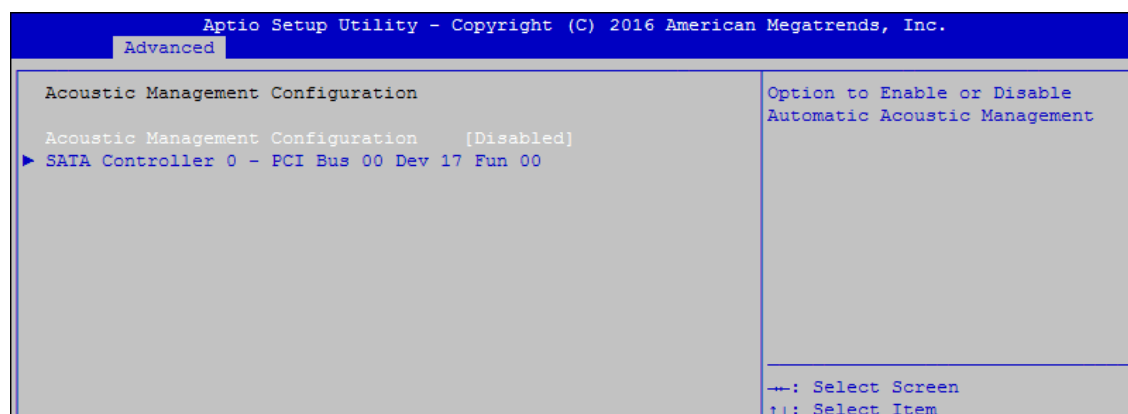 Aptio Setup Utility – Copyright (C) 2016 American Megatrends, Inc.
Advanced
Acoustic Management Configuration
Acoustic Management Configuration [Disabled]
► SATA Controller 0 – PCI Bus 00 Dev 17 Fun 00
Option to Enable or Disable
Automatic Acoustic Management
→←: Select Screen
↑↓: Select Item